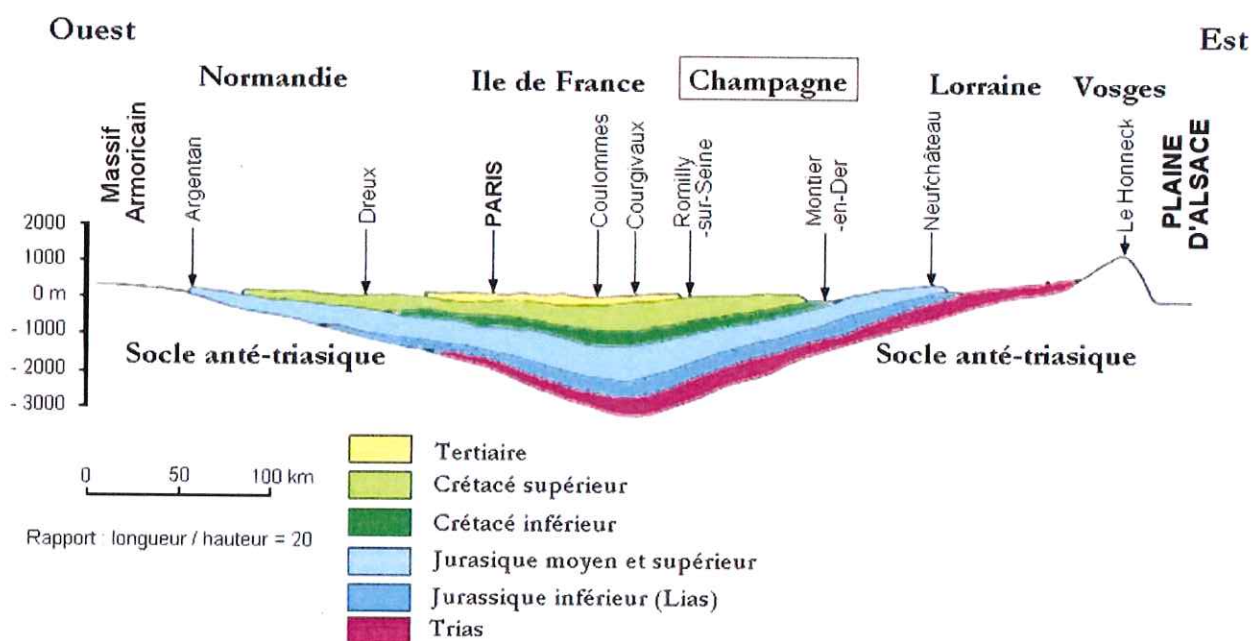 Ouest
Est
Normandie
Ile de France
Champagne
Lorraine
Vosges
Massif
Armoricain
Argentan
Dreux
PARIS
Coulommes
Courgivaux
Romilly
-sur-Seine
Montier
-en-Der
Neufchâteau
Le Honneck
PLAINE
D'ALSACE
2000
1000
0 m
- 1000
- 2000
- 3000
Socle anté-triasique
Socle anté-triasique
0 50 100 km
Rapport : longueur / hauteur = 20
Tertiaire
Crétacé supérieur
Crétacé inférieur
Jurasique moyen et supérieur
Jurassique inférieur (Lias)
Trias